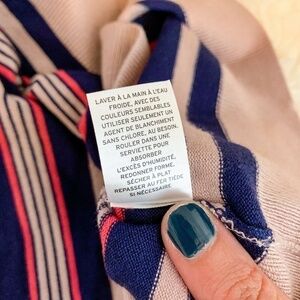 LAVER À LA MAIN À L'EAU
FROIDE, AVEC DES
COULEURS SEMBLABLES
UTILISER SEULEMENT UN
AGENT DE BLANCHIMENT
SANS CHLORE, AU BESOIN.
ROULER DANS UNE
SERVIETTE POUR
ABSORBER
L'EXCÈS D'HUMIDITÉ,
REDONNER FORME.
SÉCHER À PLAT
REPASSER AU FER TIÈDE
SI NÉCESSAIRE